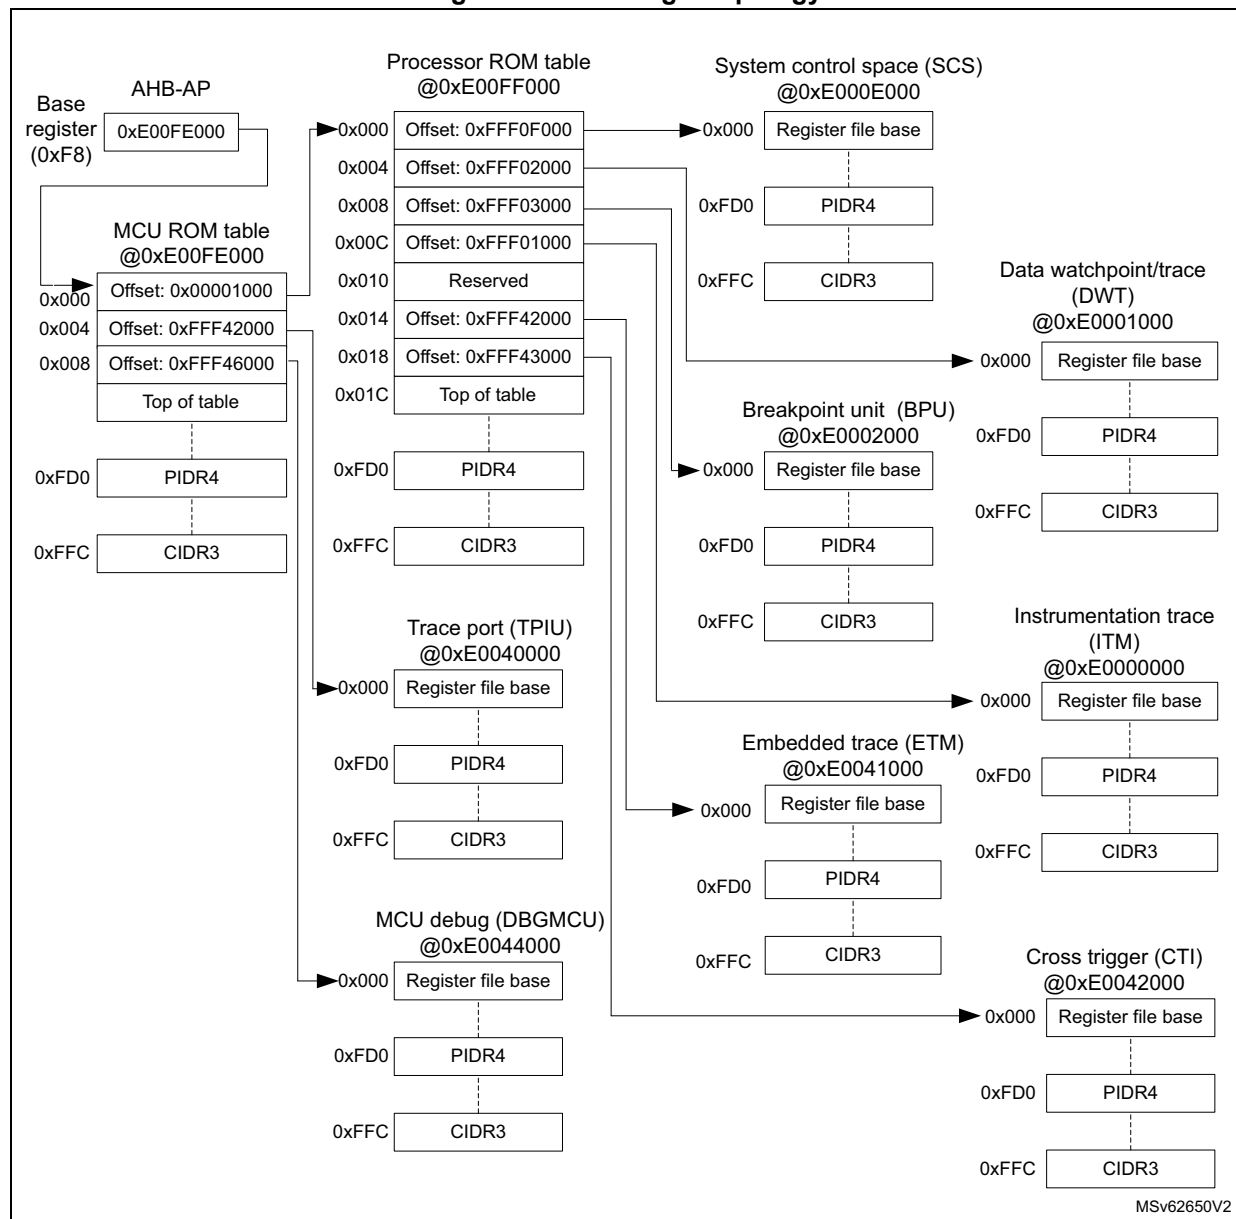 AHB-AP
Base
register
(0xF8)
0xE00FE000
MCU ROM table
@0xE00FE000
0x000
Offset: 0x00001000
0x004
Offset: 0xFFF42000
0x008
Offset: 0xFFF46000
Top of table
0xFD0
PIDR4
0xFFC
CIDR3
Processor ROM table
@0xE00FF000
0x000
Offset: 0xFFF0F000
0x004
Offset: 0xFFF02000
0x008
Offset: 0xFFF03000
0x00C
Offset: 0xFFF01000
0x010
Reserved
0x014
Offset: 0xFFF42000
0x018
Offset: 0xFFF43000
0x01C
Top of table
0xFD0
PIDR4
0xFFC
CIDR3
Trace port (TPIU)
@0xE0040000
0x000
Register file base
0xFD0
PIDR4
0xFFC
CIDR3
MCU debug (DBGMCU)
@0xE0044000
0x000
Register file base
0xFD0
PIDR4
0xFFC
CIDR3
System control space (SCS)
@0xE000E000
0x000
Register file base
0xFD0
PIDR4
0xFFC
CIDR3
Breakpoint unit (BPU)
@0xE0002000
0x000
Register file base
0xFD0
PIDR4
0xFFC
CIDR3
Embedded trace (ETM)
@0xE0041000
0x000
Register file base
0xFD0
PIDR4
0xFFC
CIDR3
Data watchpoint/trace
(DWT)
@0xE0001000
0x000
Register file base
0xFD0
PIDR4
0xFFC
CIDR3
Instrumentation trace
(ITM)
@0xE0000000
0x000
Register file base
0xFD0
PIDR4
0xFFC
CIDR3
Cross trigger (CTI)
@0xE0042000
0x000
Register file base
0xFD0
PIDR4
0xFFC
CIDR3
MSv62650V2